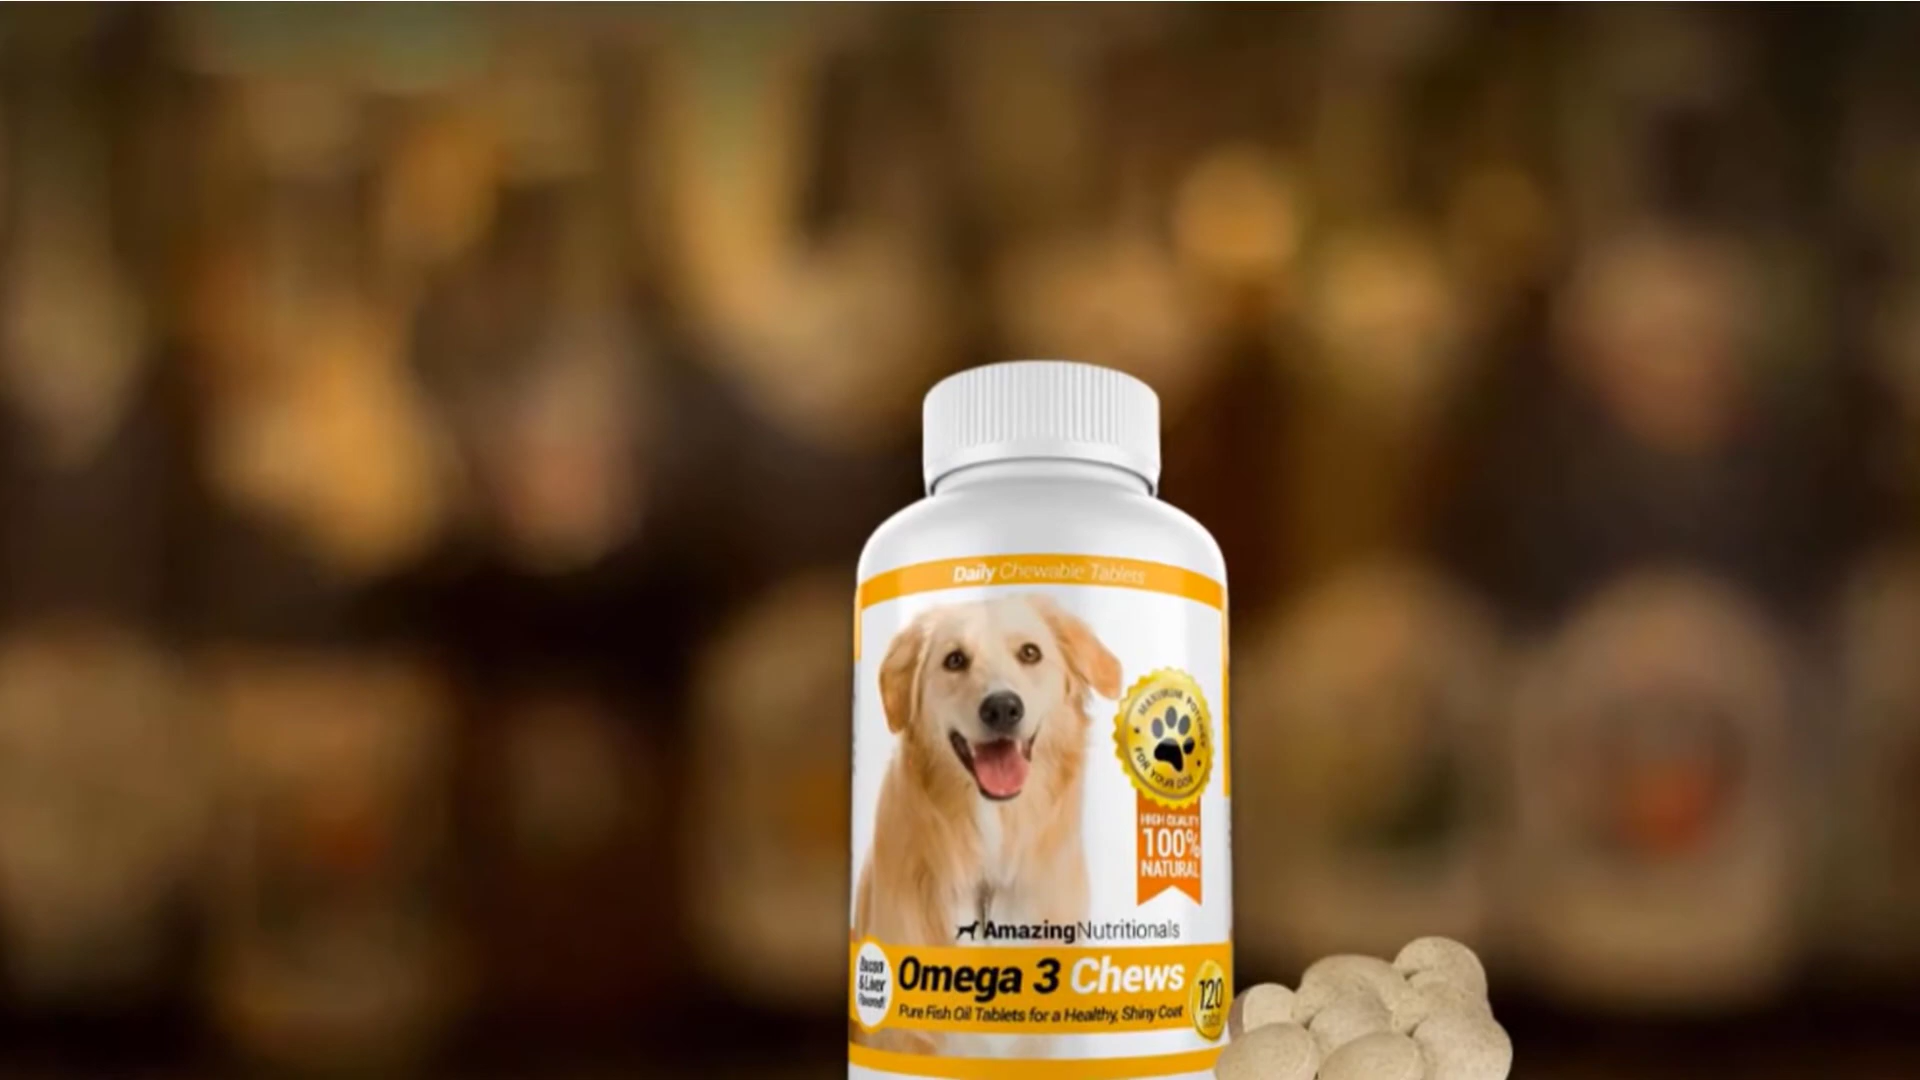 Daily Chewable Tablets
MAXIMUM POTENCY
FOR YOUR DOG
HIGH QUALITY
100%
NATURAL
AmazingNutritionals
Bacon
& Liver
Flavored!
Omega 3 Chews
120
tabs
Pure Fish Oil Tablets for a Healthy, Shiny Coat